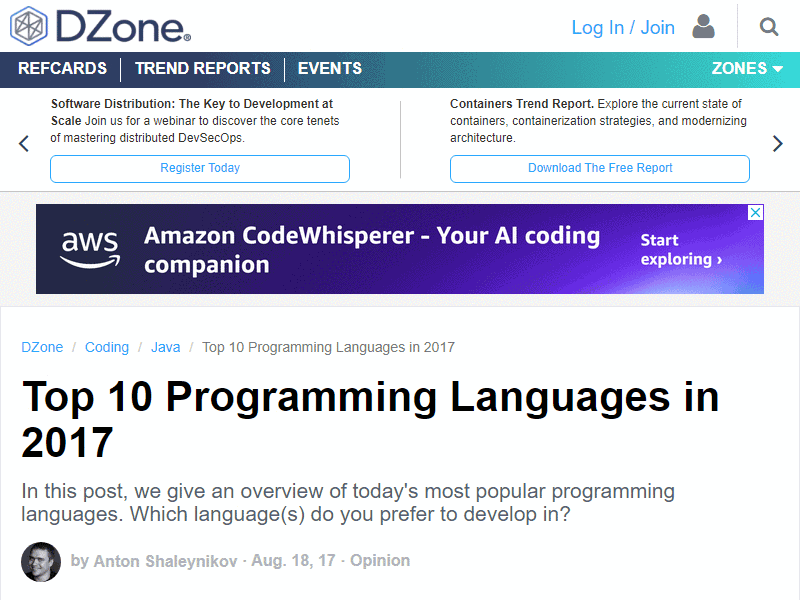 DZone®
Log In / Join
REFCARDS
TREND REPORTS
EVENTS
ZONES
Software Distribution: The Key to Development at
Scale Join us for a webinar to discover the core tenets
of mastering distributed DevSecOps.
Register Today
Containers Trend Report. Explore the current state of
containers, containerization strategies, and modernizing
architecture.
Download The Free Report
aws
Amazon CodeWhisperer - Your AI coding
companion
Start
exploring ›
DZone / Coding / Java / Top 10 Programming Languages in 2017
Top 10 Programming Languages in
2017
In this post, we give an overview of today's most popular programming
languages. Which language(s) do you prefer to develop in?
by Anton Shaleynikov · Aug. 18, 17 · Opinion